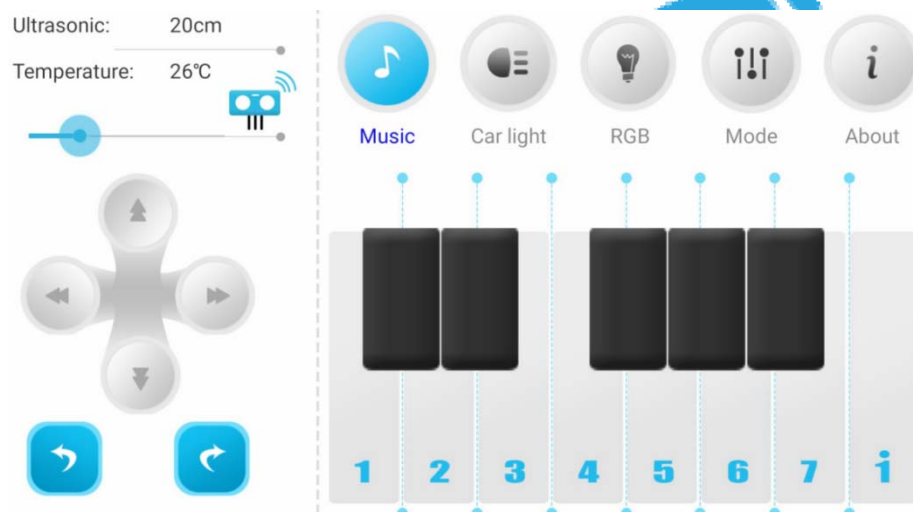 Ultrasonic: 20cm
Temperature: 26℃
Music Car light RGB Mode About
1 2 3 4 5 6 7 i